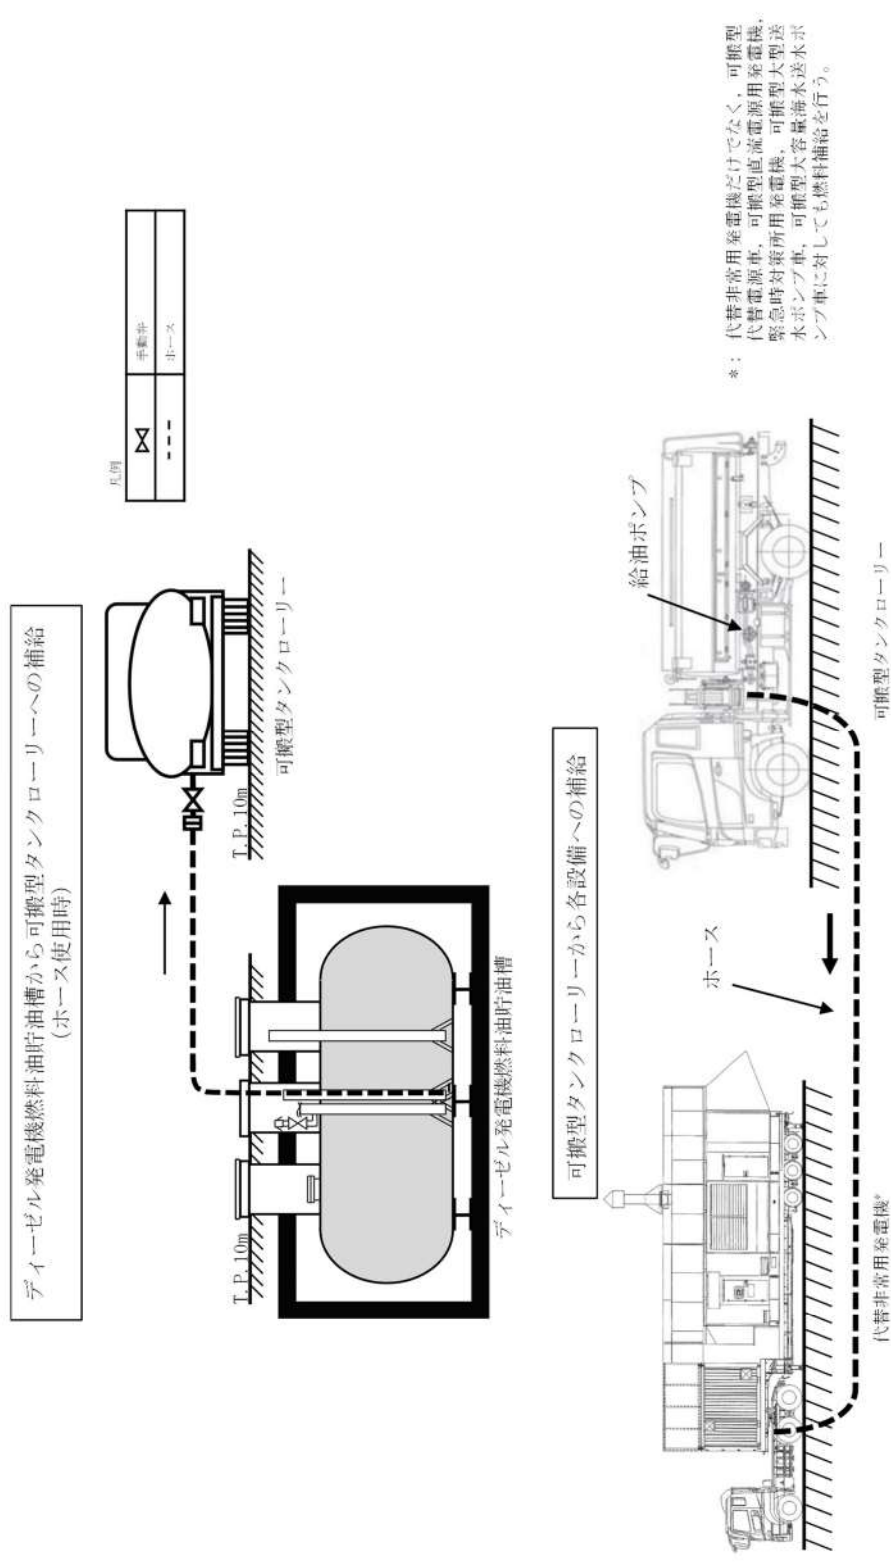 ディーゼル発電機燃料油貯油槽から可搬型タンクローリーへの補給
(ホース使用時)
凡例
手動弁
ホース
T.P.10m
T.P.10m
可搬型タンクローリー
ディーゼル発電機燃料油貯油槽
可搬型タンクローリーから各設備への補給
給油ポンプ
ホース
代替非常用発電機*
可搬型タンクローリー
*: 代替非常用発電機だけでなく，可搬型
代替電源車，可搬型直流電源用発電機，
緊急時対策所用発電機，可搬型大型送
水ポンプ車，可搬型大容量海水送水ポ
ンプ車に対しても燃料補給を行う。